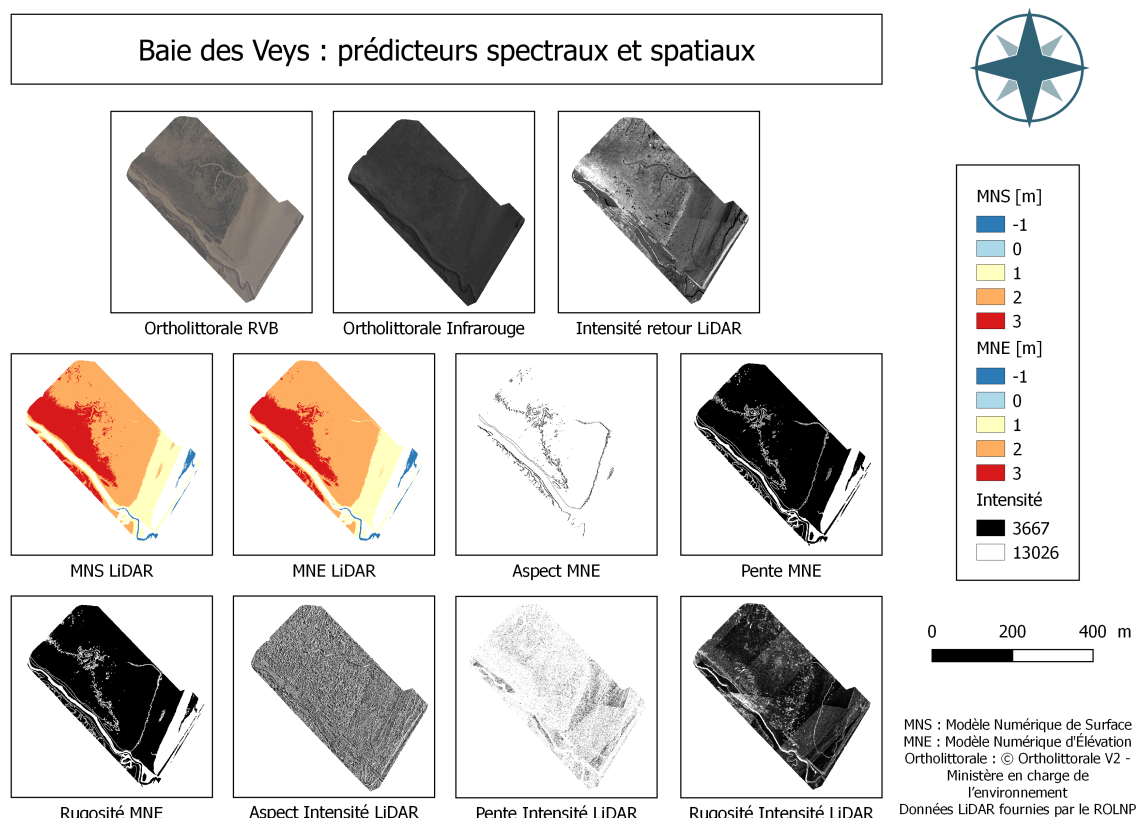 Baie des Veys : prédicteurs spectraux et spatiaux
Ortholittorale RVB
Ortholittorale Infrarouge
Intensité retour LiDAR
MNS LiDAR
MNE LiDAR
Aspect MNE
Pente MNE
Rugosité MNE
Aspect Intensité LiDAR
Pente Intensité LiDAR
Rugosité Intensité LiDAR
MNS [m]
-1
0
1
2
3
MNE [m]
-1
0
1
2
3
Intensité
3667
13026
0 200 400 m
MNS : Modèle Numérique de Surface
MNE : Modèle Numérique d'Élévation
Ortholittorale : © Ortholittorale V2 -
Ministère en charge de
l'environnement
Données LiDAR fournies par le ROLNP